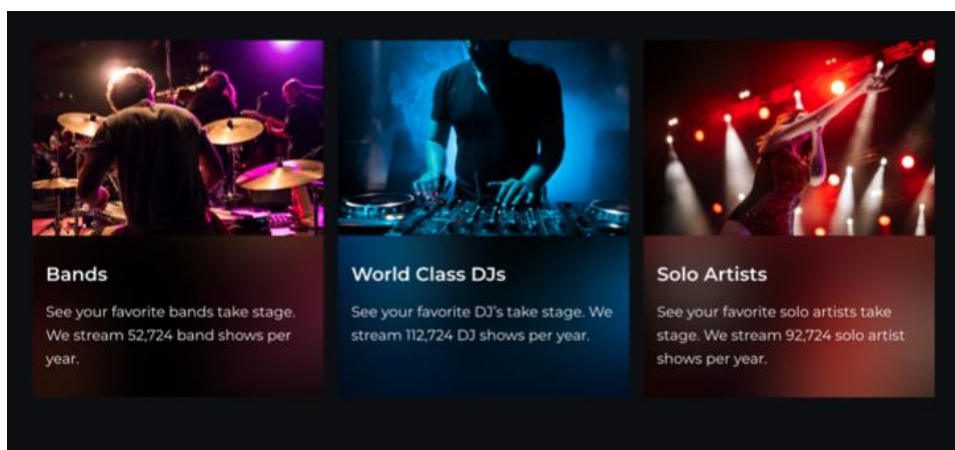 Bands
See your favorite bands take stage.
We stream 52,724 band shows per
year.
World Class DJs
See your favorite DJ's take stage. We
stream 112,724 DJ shows per year.
Solo Artists
See your favorite solo artists take
stage. We stream 92,724 solo artist
shows per year.